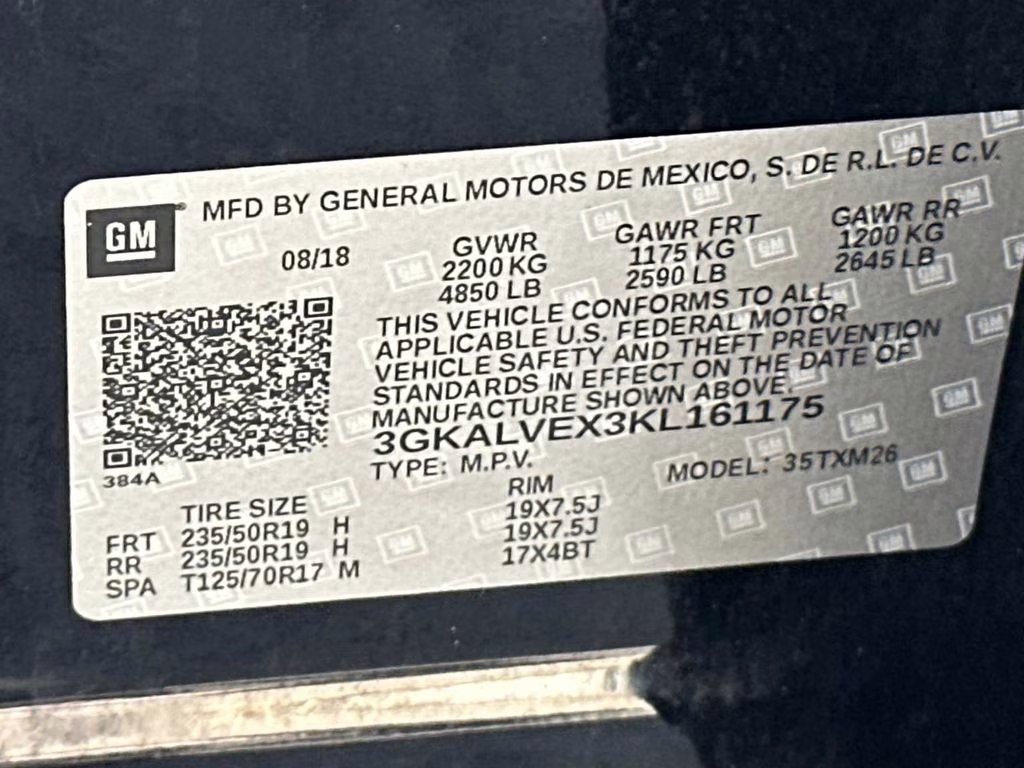 MFD BY GENERAL MOTORS DE MEXICO, S. DE R.L. DE C.V.
GM
08/18
GVWR GAWR FRT GAWR RR
2200 KG 1175 KG 1200 KG
4850 LB 2590 LB 2645 LB
THIS VEHICLE CONFORMS TO ALL
APPLICABLE U.S. FEDERAL MOTOR
VEHICLE SAFETY AND THEFT PREVENTION
STANDARDS IN EFFECT ON THE DATE OF
MANUFACTURE SHOWN ABOVE.
3GKALVEX3KL161175
TYPE: M.P.V. MODEL: 35TXM26
384A
TIRE SIZE RIM
FRT 235/50R19 H 19X7.5J
RR 235/50R19 H 19X7.5J
SPA T125/70R17 M 17X4BT